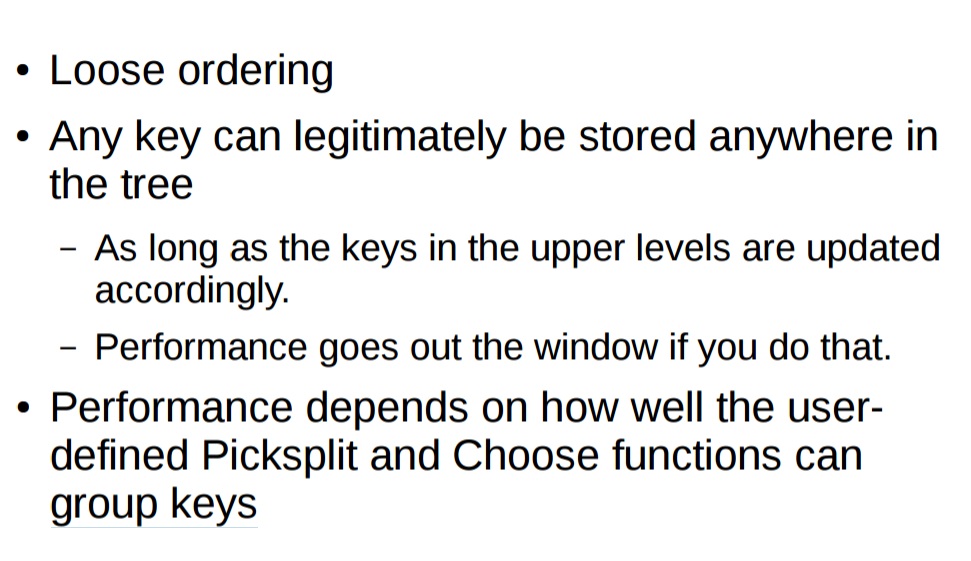 • Loose ordering
• Any key can legitimately be stored anywhere in
the tree
– As long as the keys in the upper levels are updated
accordingly.
– Performance goes out the window if you do that.
• Performance depends on how well the user-
defined Picksplit and Choose functions can
group keys